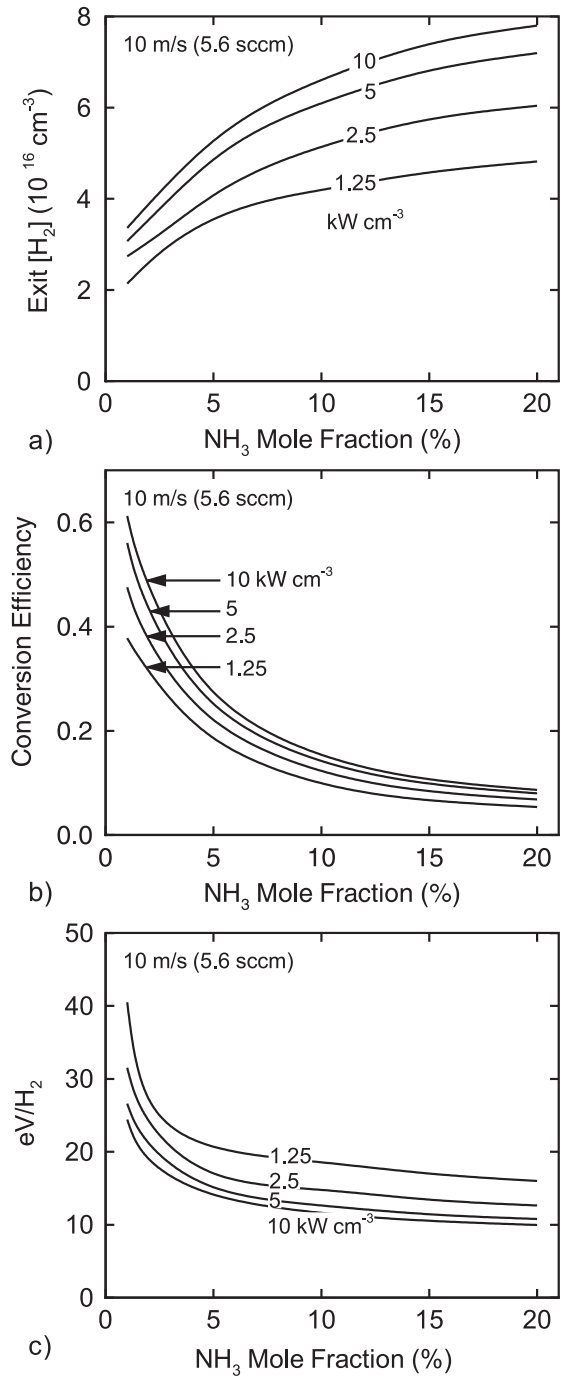 8
10 m/s (5.6 sccm)
10
6
5
2.5
4
1.25
kW cm-3
2
0
Exit [H2] (10 16 cm-3)
0 5 10 15 20
NH3 Mole Fraction (%)
a)
10 m/s (5.6 sccm)
0.6
10 kW cm-3
5
0.4
2.5
1.25
0.2
0.0
Conversion Efficiency
0 5 10 15 20
NH3 Mole Fraction (%)
b)
50
10 m/s (5.6 sccm)
40
30
20
1.25
2.5
5
10 kW cm-3
10
0
eV/H2
0 5 10 15 20
NH3 Mole Fraction (%)
c)